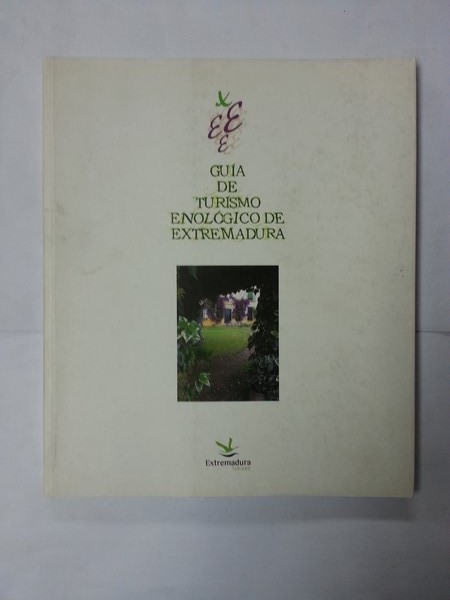 x
E E
E
GUÍA
DE
TURISMO
ENOLÓGICO DE
EXTREMADURA
Extremadura